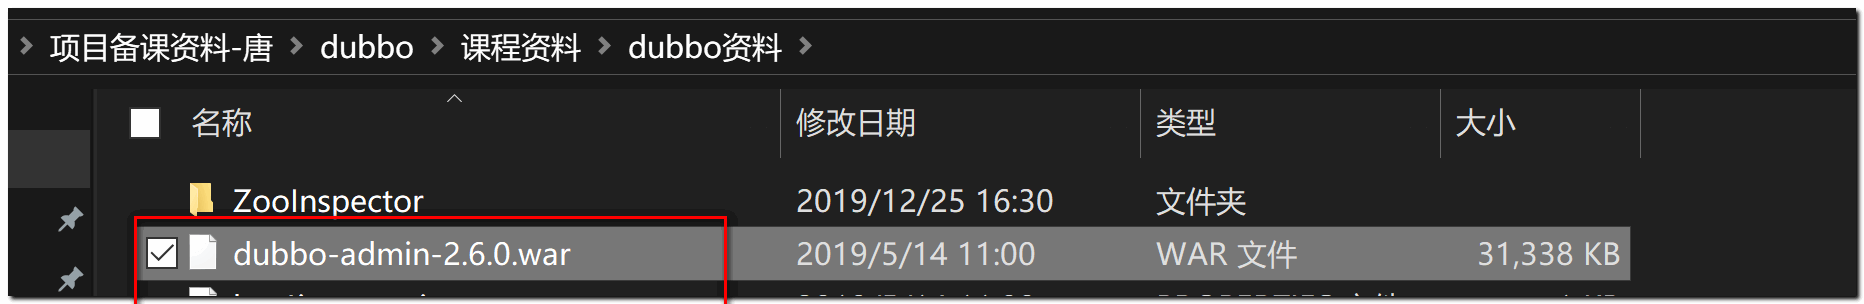 项目备课资料-唐 > dubbo > 课程资料 > dubbo资料 >
名称 修改日期 类型 大小
ZooInspector 2019/12/25 16:30 文件夹
dubbo-admin-2.6.0.war 2019/5/14 11:00 WAR 文件 31,338 KB